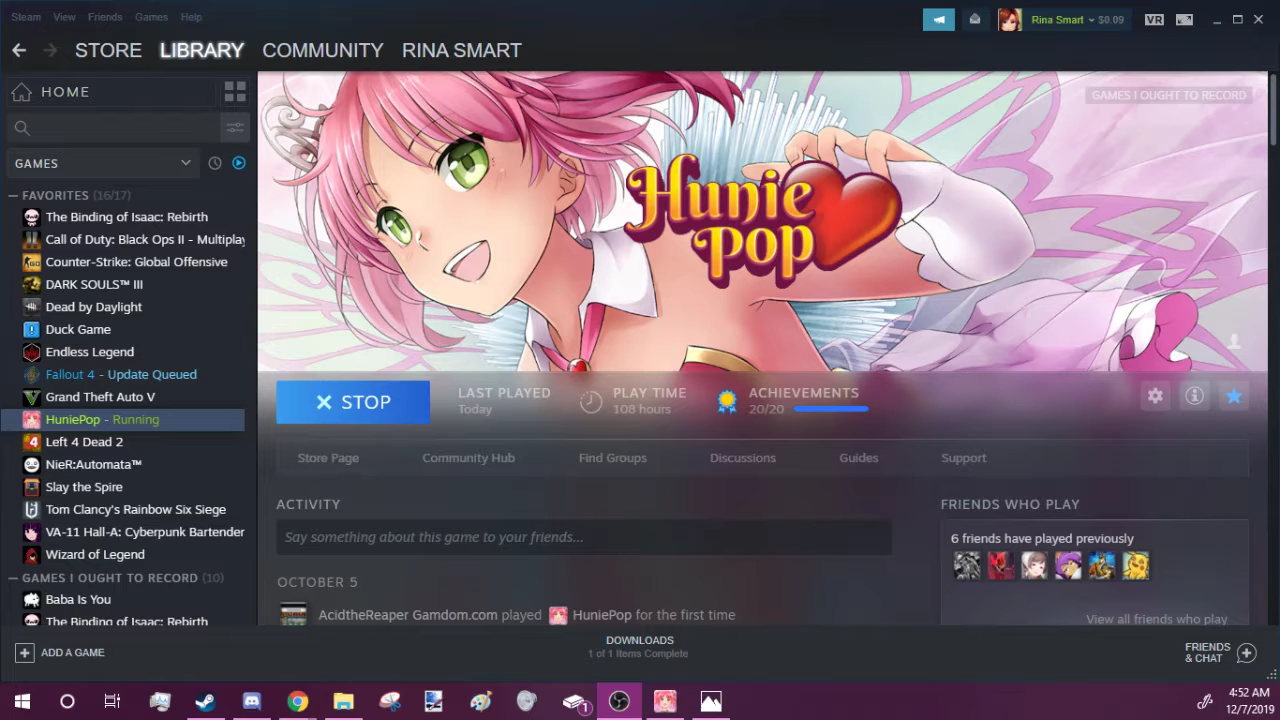 Steam View Friends Games Help
Rina Smart $0.09
VR
STORE LIBRARY COMMUNITY RINA SMART
HOME
GAMES I OUGHT TO RECORD
GAMES
Hunie
Pop
FAVORITES (16/17)
The Binding of Isaac: Rebirth
Call of Duty: Black Ops II - Multiplay
Counter-Strike: Global Offensive
DARK SOULS™ III
Dead by Daylight
Duck Game
Endless Legend
Fallout 4 - Update Queued
Grand Theft Auto V
HuniePop - Running
Left 4 Dead 2
NieR:Automata™
Slay the Spire
Tom Clancy's Rainbow Six Siege
VA-11 Hall-A: Cyberpunk Bartender
Wizard of Legend
GAMES I OUGHT TO RECORD (10)
Baba Is You
The Binding of Isaac: Rebirth
STOP
LAST PLAYED
Today
PLAY TIME
108 hours
ACHIEVEMENTS
20/20
Store Page Community Hub Find Groups Discussions Guides Support
ACTIVITY
Say something about this game to your friends...
OCTOBER 5
AcidtheReaper Gamdom.com played HuniePop for the first time
FRIENDS WHO PLAY
6 friends have played previously
View all friends who play
ADD A GAME
DOWNLOADS
1 of 1 Items Complete
FRIENDS
& CHAT
1
4:52 AM
12/7/2019